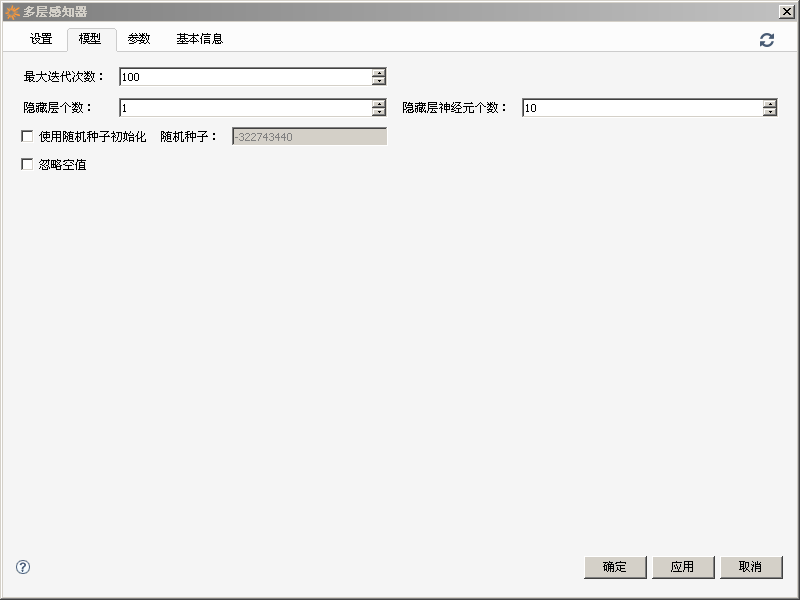 多层感知器
设置 模型 参数 基本信息
最大迭代次数： 100
隐藏层个数： 1 隐藏层神经元个数： 10
使用随机种子初始化 随机种子： -322743440
忽略空值
? 确定 应用 取消